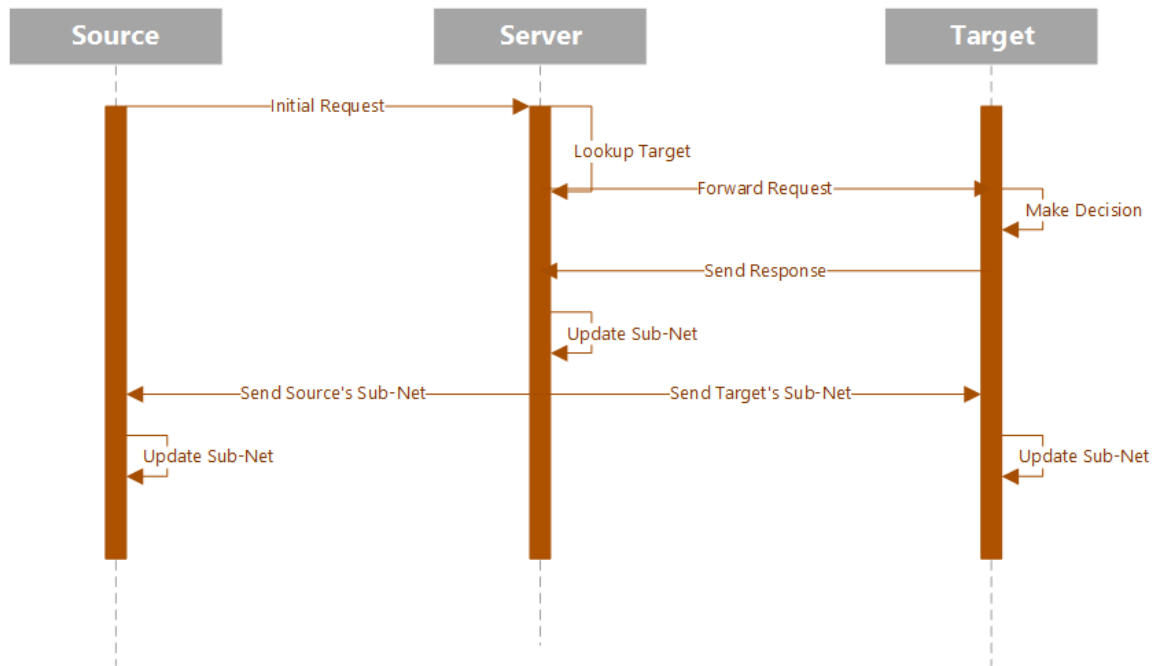 Source
Server
Target
Initial Request
Lookup Target
Forward Request
Make Decision
Send Response
Update Sub-Net
Send Source's Sub-Net
Send Target's Sub-Net
Update Sub-Net
Update Sub-Net